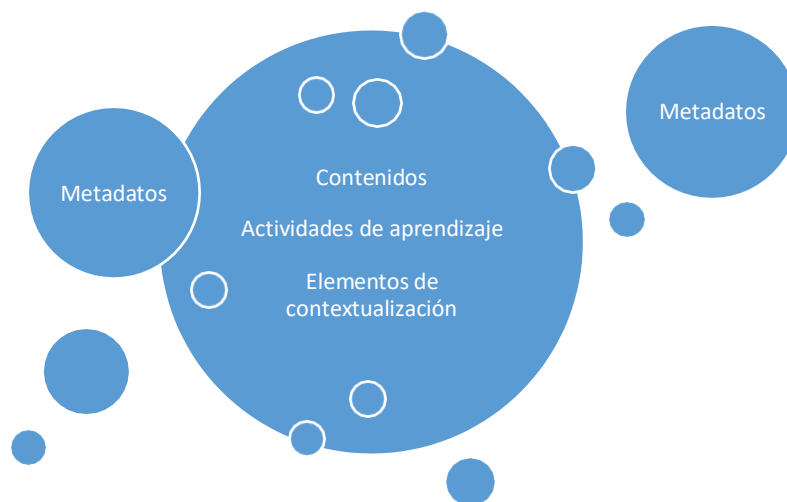 Metadatos
Contenidos
Metadatos
Actividades de aprendizaje
Elementos de
contextualización